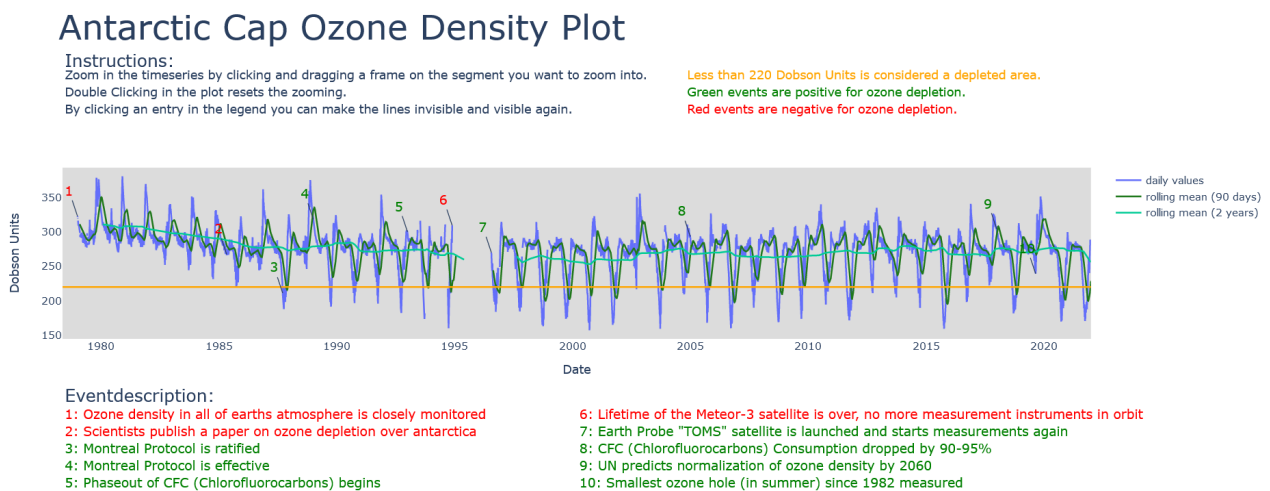 Antarctic Cap Ozone Density Plot
Instructions:
Zoom in the timeseries by clicking and dragging a frame on the segment you want to zoom into.
Double Clicking in the plot resets the zooming.
By clicking an entry in the legend you can make the lines invisible and visible again.
Less than 220 Dobson Units is considered a depleted area.
Green events are positive for ozone depletion.
Red events are negative for ozone depletion.
Dobson Units
350
300
250
200
150
1
2
3
4
5
6
7
8
9
10
1980 1985 1990 1995 2000 2005 2010 2015 2020
Date
daily values
rolling mean (90 days)
rolling mean (2 years)
Eventdescription:
1: Ozone density in all of earths atmosphere is closely monitored
2: Scientists publish a paper on ozone depletion over antarctica
3: Montreal Protocol is ratified
4: Montreal Protocol is effective
5: Phaseout of CFC (Chlorofluorocarbons) begins
6: Lifetime of the Meteor-3 satellite is over, no more measurement instruments in orbit
7: Earth Probe "TOMS" satellite is launched and starts measurements again
8: CFC (Chlorofluorocarbons) Consumption dropped by 90-95%
9: UN predicts normalization of ozone density by 2060
10: Smallest ozone hole (in summer) since 1982 measured